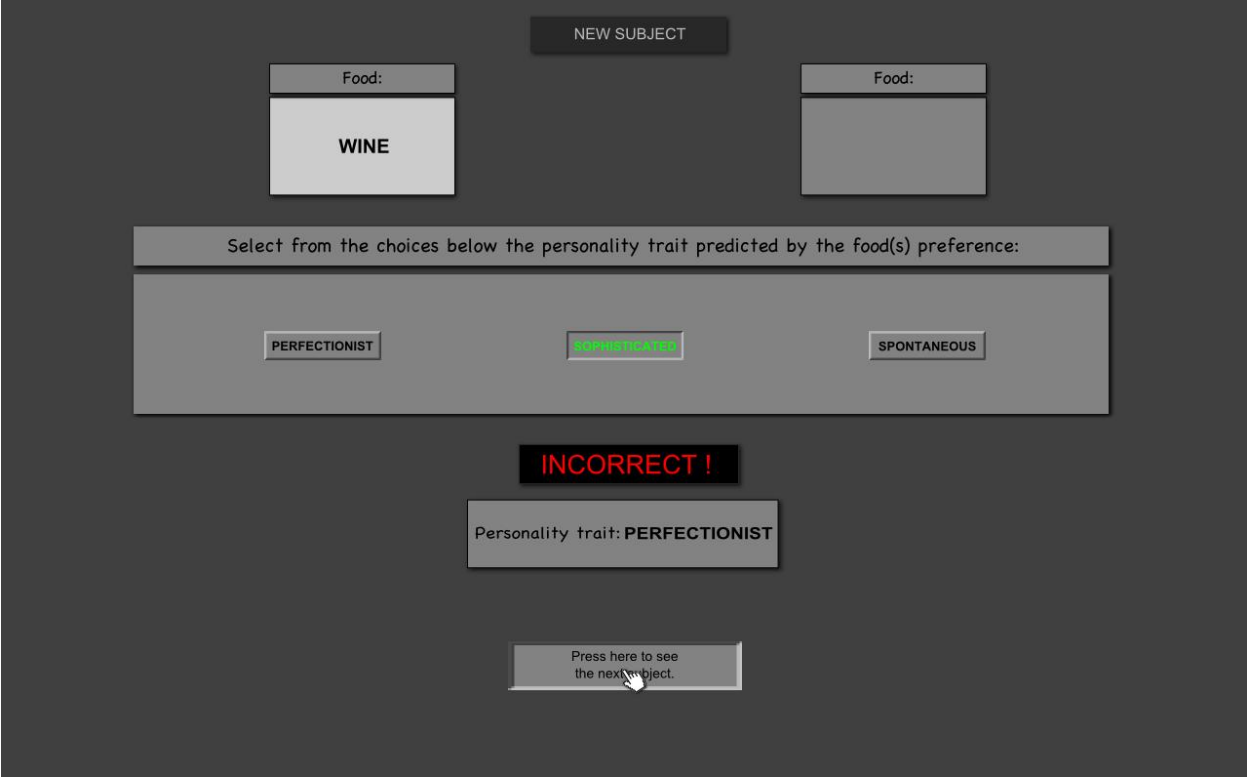 NEW SUBJECT
Food:
Food:
WINE
Select from the choices below the personality trait predicted by the food(s) preference:
PERFECTIONIST
SOPHISTICATED
SPONTANEOUS
INCORRECT !
Personality trait: PERFECTIONIST
Press here to see
the next subject.